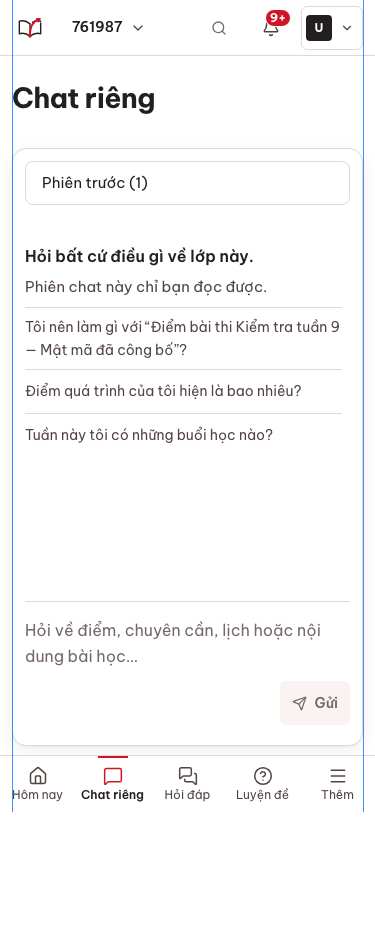 761987
9+
U
Chat riêng
Phiên trước (1)
Hỏi bất cứ điều gì về lớp này.
Phiên chat này chỉ bạn đọc được.
Tôi nên làm gì với “Điểm bài thi Kiểm tra tuần 9
— Mật mã đã công bố”?
Điểm quá trình của tôi hiện là bao nhiêu?
Tuần này tôi có những buổi học nào?
Hỏi về điểm, chuyên cần, lịch hoặc nội
dung bài học...
Gửi
Hôm nay
Chat riêng
Hỏi đáp
Luyện đề
Thêm